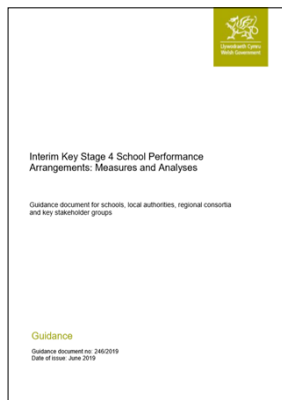 Llywodraeth Cymru
Welsh Government
Interim Key Stage 4 School Performance
Arrangements: Measures and Analyses
Guidance document for schools, local authorities, regional consortia
and key stakeholder groups
Guidance
Guidance document no: 246/2019
Date of issue: June 2019